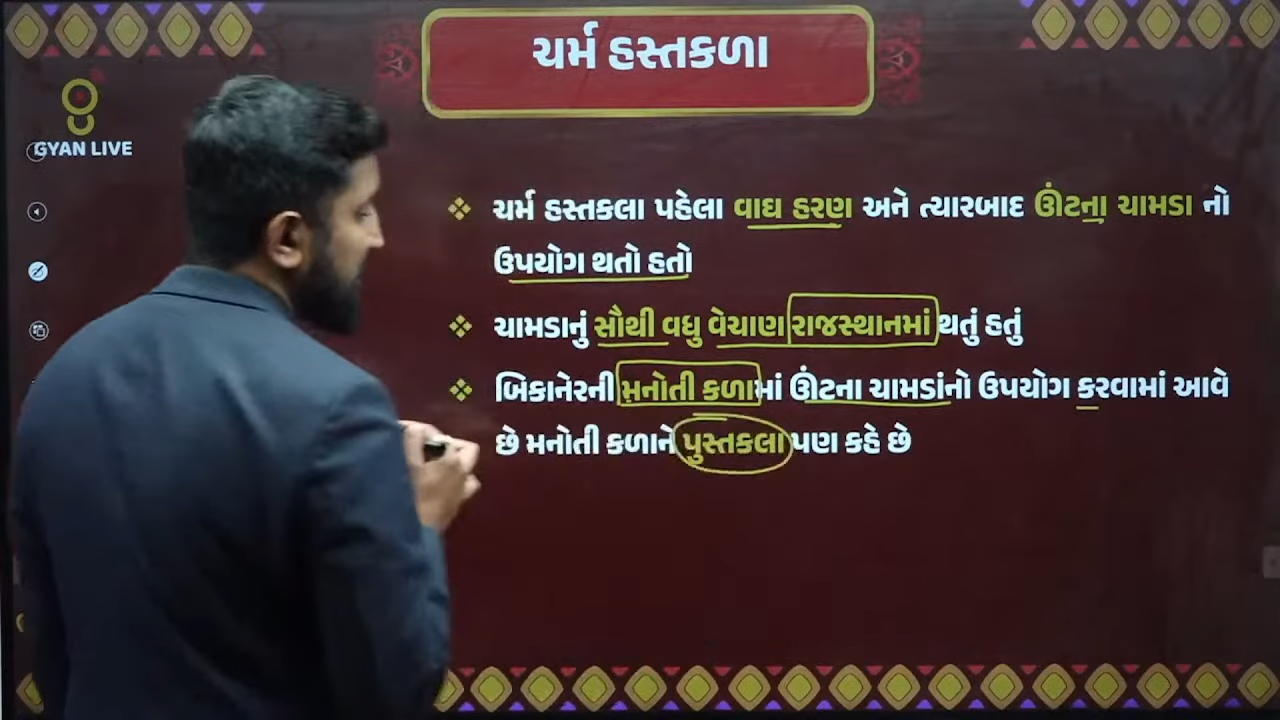 ચર્મ હસ્તકળા
GYAN LIVE
ચર્મ હસ્તકલા પહેલા વાઘ હરણ અને ત્યારબાદ ઊંટના ચામડા નો
ઉપયોગ થતો હતો
ચામડાનું સૌથી વધુ વેચાણ રાજસ્થાનમાં થતું હતું
બિકાનેરની મનોતી કળામાં ઊંટના ચામડાંનો ઉપયોગ કરવામાં આવે
છે મનોતી કળાને પુસ્તકલા પણ કહે છે